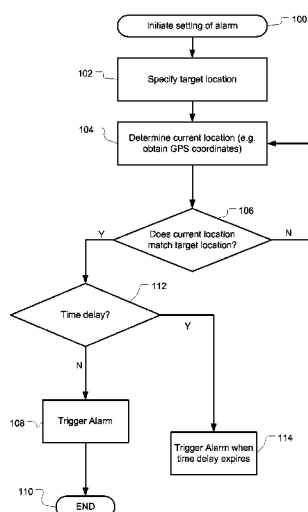 Initiate setting of alarm
100
102
Specify target location
104
Determine current location (e.g.
obtain GPS coordinates)
106
Does current location
match target location?
Y
N
112
Time delay?
Y
N
108
Trigger Alarm
Trigger Alarm when
time delay expires
114
110
END